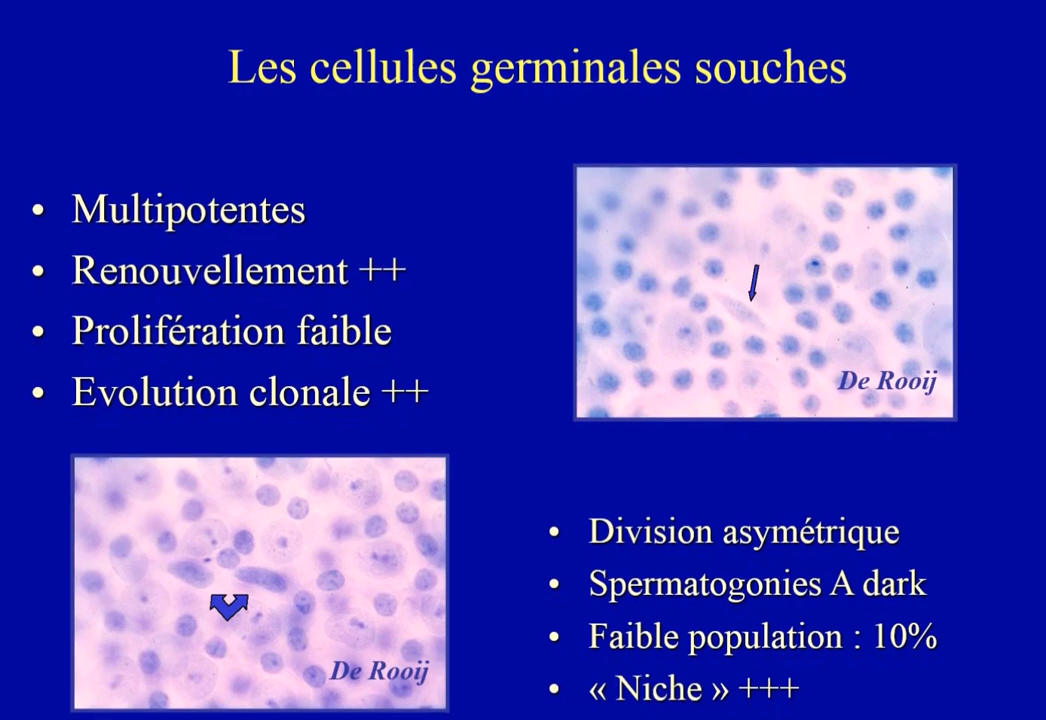 Les cellules germinales souches
• Multipotentes
• Renouvellement ++
• Prolifération faible
• Evolution clonale ++
De Rooij
De Rooij
• Division asymétrique
• Spermatogonies A dark
• Faible population : 10%
• « Niche » +++